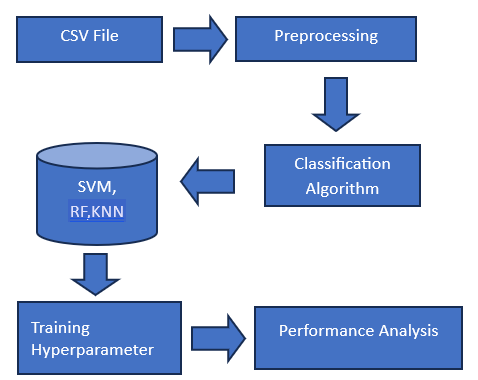 CSV File
Preprocessing
Classification
Algorithm
SVM,
RF,KNN
Training
Hyperparameter
Performance Analysis